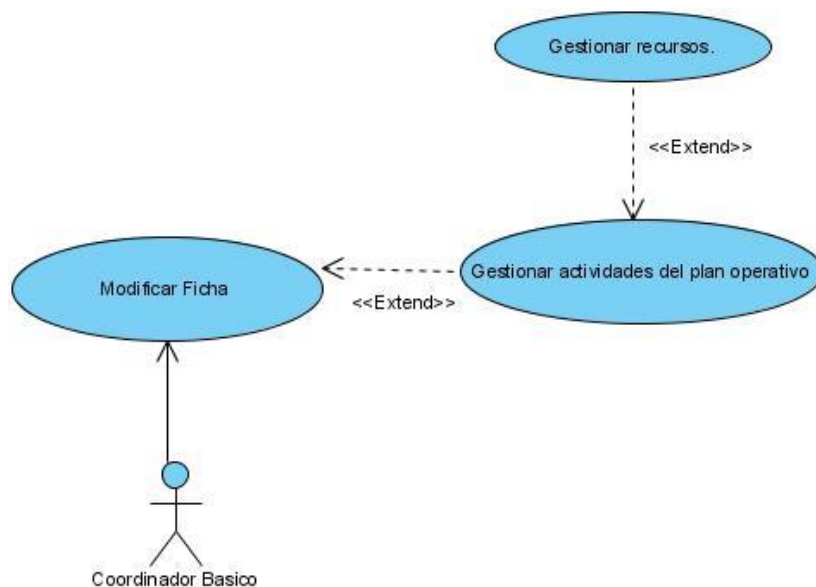 Gestionar recursos.
<<Extend>>
Gestionar actividades del plan operativo
Modificar Ficha
<<Extend>>
Coordinador Basico